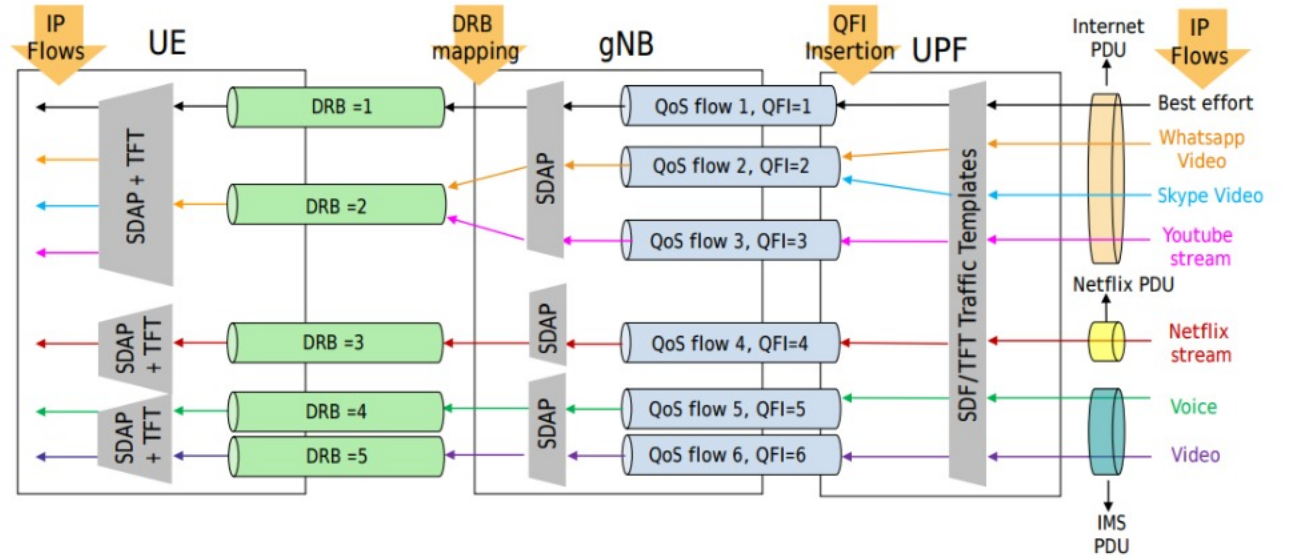 IP
Flows
UE
DRB
mapping
gNB
QFI
Insertion
UPF
Internet
PDU
IP
Flows
DRB =1
QoS flow 1, QFI=1
Best effort
SDAP + TFT
SDAP
QoS flow 2, QFI=2
Whatsapp
Video
DRB =2
Skype Video
QoS flow 3, QFI=3
Youtube
stream
SDF/TFT Traffic Templates
Netflix PDU
SDAP
+ TFT
DRB =3
SDAP
QoS flow 4, QFI=4
Netflix
stream
SDAP
+ TFT
DRB =4
SDAP
QoS flow 5, QFI=5
Voice
DRB =5
QoS flow 6, QFI=6
Video
IMS
PDU